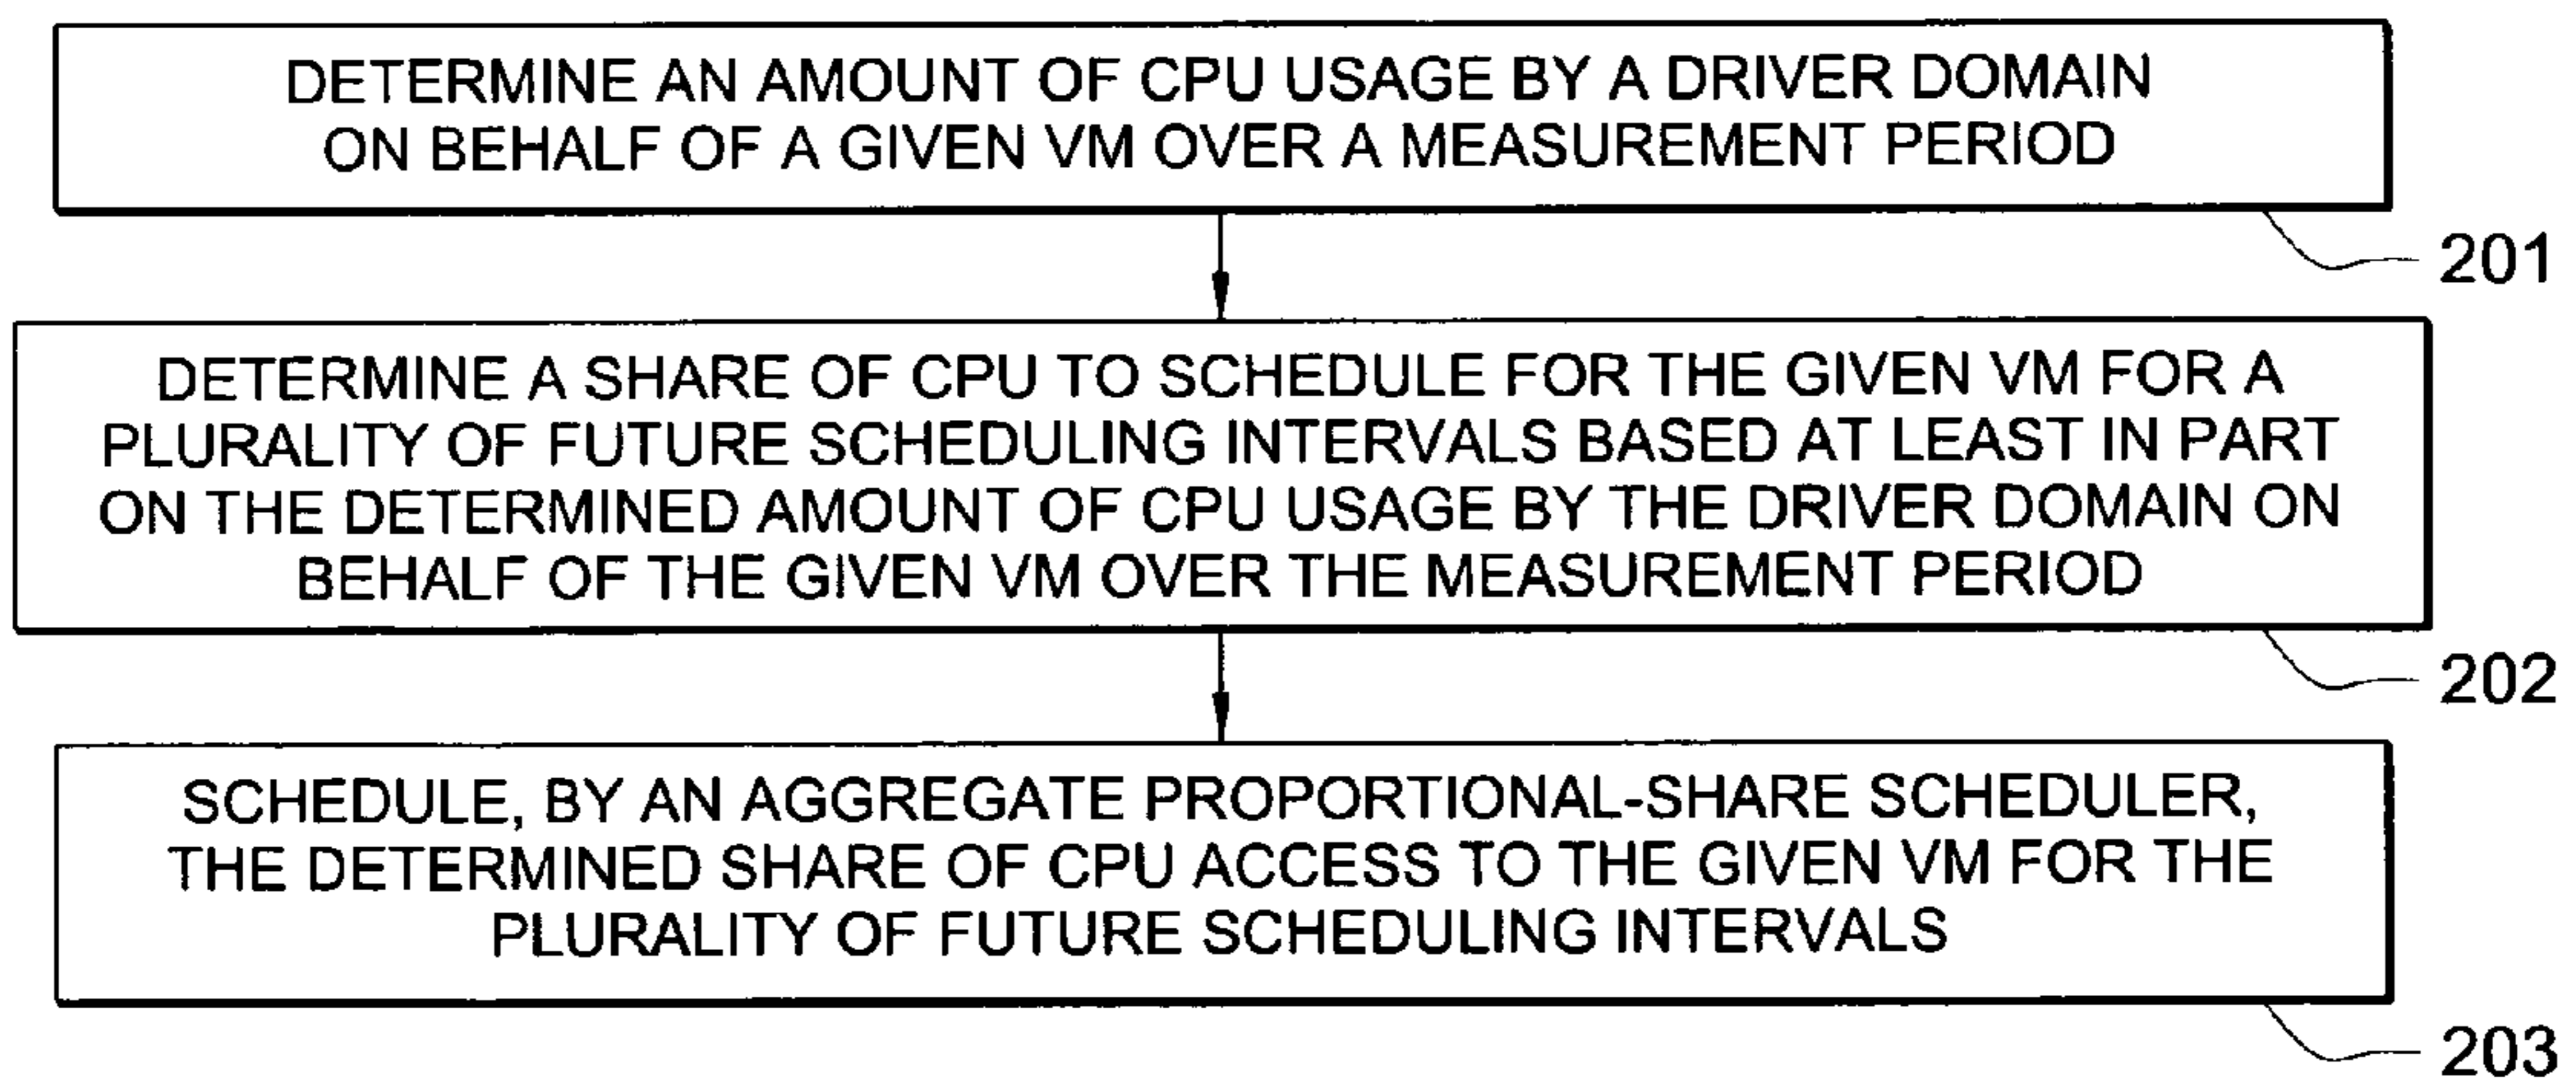 DETERMINE AN AMOUNT OF CPU USAGE BY A DRIVER DOMAIN
ON BEHALF OF A GIVEN VM OVER A MEASUREMENT PERIOD
201
DETERMINE A SHARE OF CPU TO SCHEDULE FOR THE GIVEN VM FOR A
PLURALITY OF FUTURE SCHEDULING INTERVALS BASED AT LEAST IN PART
ON THE DETERMINED AMOUNT OF CPU USAGE BY THE DRIVER DOMAIN ON
BEHALF OF THE GIVEN VM OVER THE MEASUREMENT PERIOD
202
SCHEDULE, BY AN AGGREGATE PROPORTIONAL-SHARE SCHEDULER,
THE DETERMINED SHARE OF CPU ACCESS TO THE GIVEN VM FOR THE
PLURALITY OF FUTURE SCHEDULING INTERVALS
203